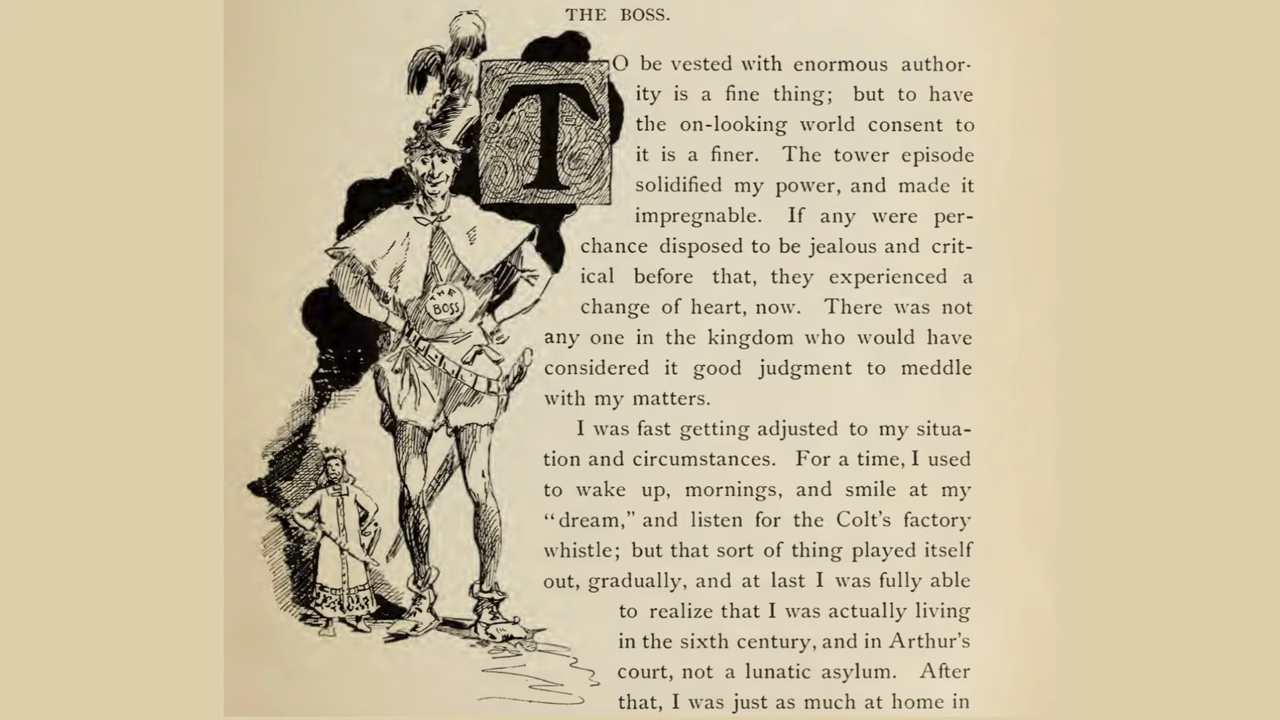 THE BOSS.
TO be vested with enormous author-
ity is a fine thing; but to have
the on-looking world consent to
it is a finer. The tower episode
solidified my power, and made it
impregnable. If any were per-
chance disposed to be jealous and crit-
ical before that, they experienced a
change of heart, now. There was not
any one in the kingdom who would have
considered it good judgment to meddle
with my matters.
I was fast getting adjusted to my situa-
tion and circumstances. For a time, I used
to wake up, mornings, and smile at my
“dream,” and listen for the Colt’s factory
whistle; but that sort of thing played itself
out, gradually, and at last I was fully able
to realize that I was actually living
in the sixth century, and in Arthur’s
court, not a lunatic asylum. After
that, I was just as much at home in
THE
BOSS